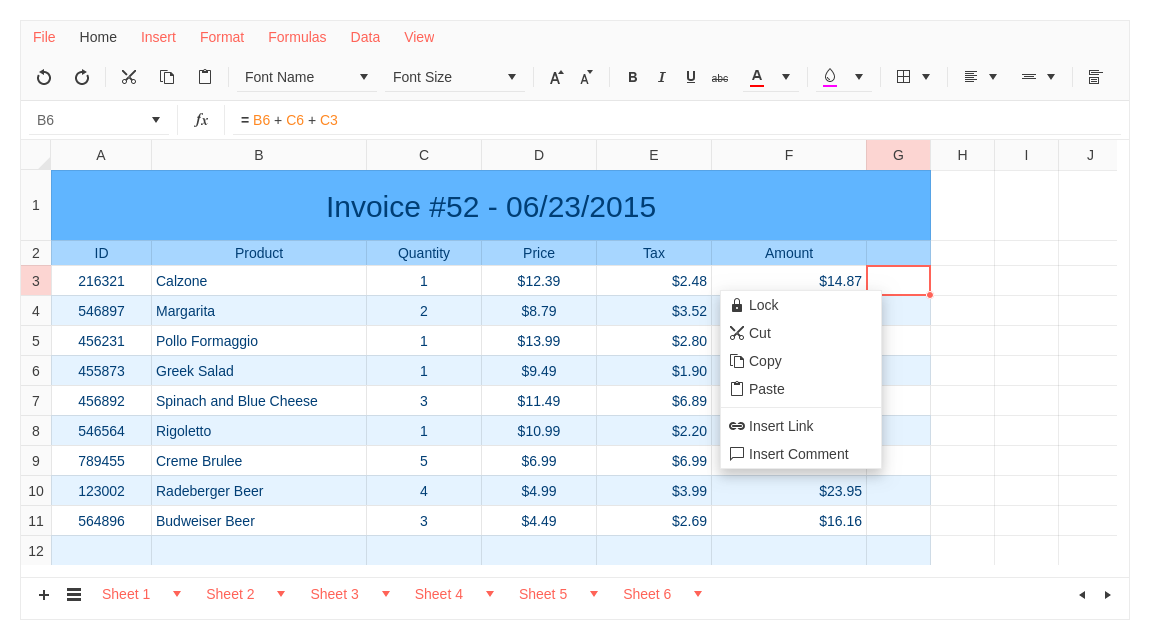 File Home Insert Format Formulas Data View
Font Name Font Size A A B I U abc A
B6 fx = B6 + C6 + C3
A B C D E F G H I J
1 Invoice #52 - 06/23/2015
2 ID Product Quantity Price Tax Amount
3 216321 Calzone 1 $12.39 $2.48 $14.87
4 546897 Margarita 2 $8.79 $3.52
Lock
5 456231 Pollo Formaggio 1 $13.99 $2.80
Cut
6 455873 Greek Salad 1 $9.49 $1.90
Copy
7 456892 Spinach and Blue Cheese 3 $11.49 $6.89
Paste
8 546564 Rigoletto 1 $10.99 $2.20
Insert Link
9 789455 Creme Brulee 5 $6.99 $6.99
Insert Comment
10 123002 Radeberger Beer 4 $4.99 $3.99 $23.95
11 564896 Budweiser Beer 3 $4.49 $2.69 $16.16
12
Sheet 1 Sheet 2 Sheet 3 Sheet 4 Sheet 5 Sheet 6